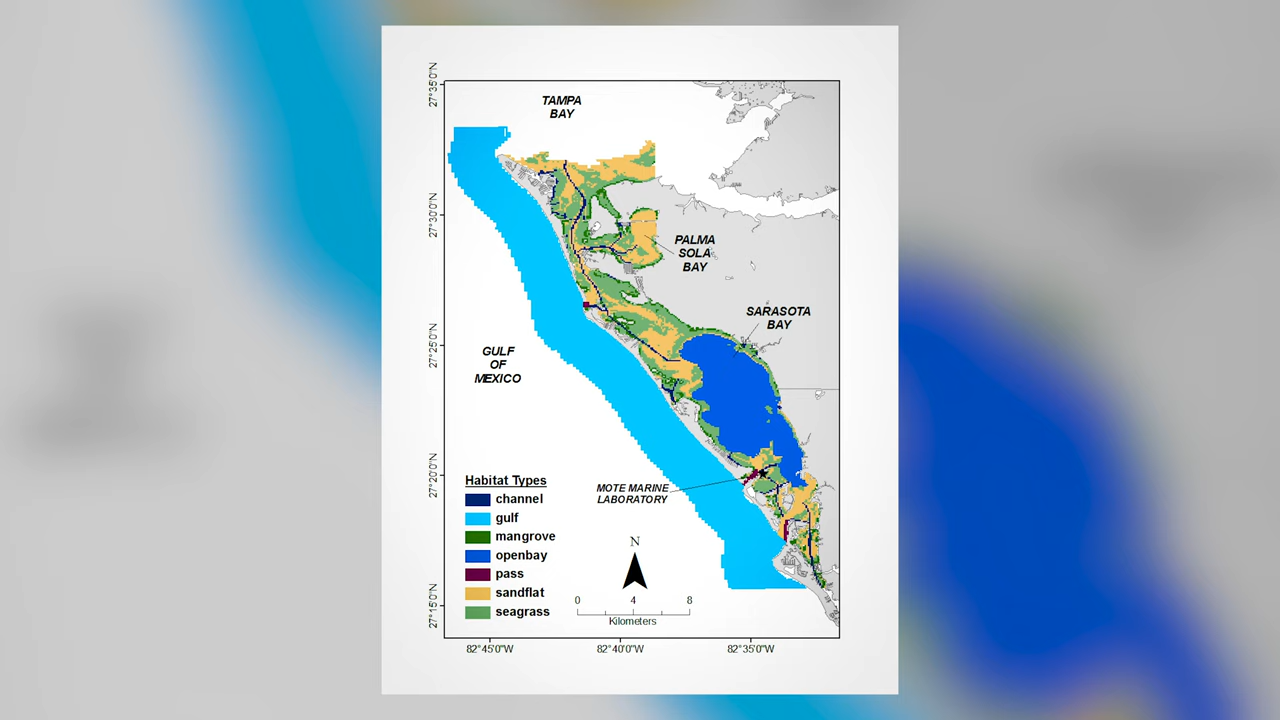 TAMPA
BAY
27°35'0"N
27°30'0"N
PALMA
SOLA
BAY
SARASOTA
BAY
27°25'0"N
GULF
OF
MEXICO
27°20'0"N
MOTE MARINE
LABORATORY
Habitat Types
channel
gulf
mangrove
openbay
pass
sandflat
seagrass
N
0 4 8
Kilometers
27°15'0"N
82°45'0"W 82°40'0"W 82°35'0"W